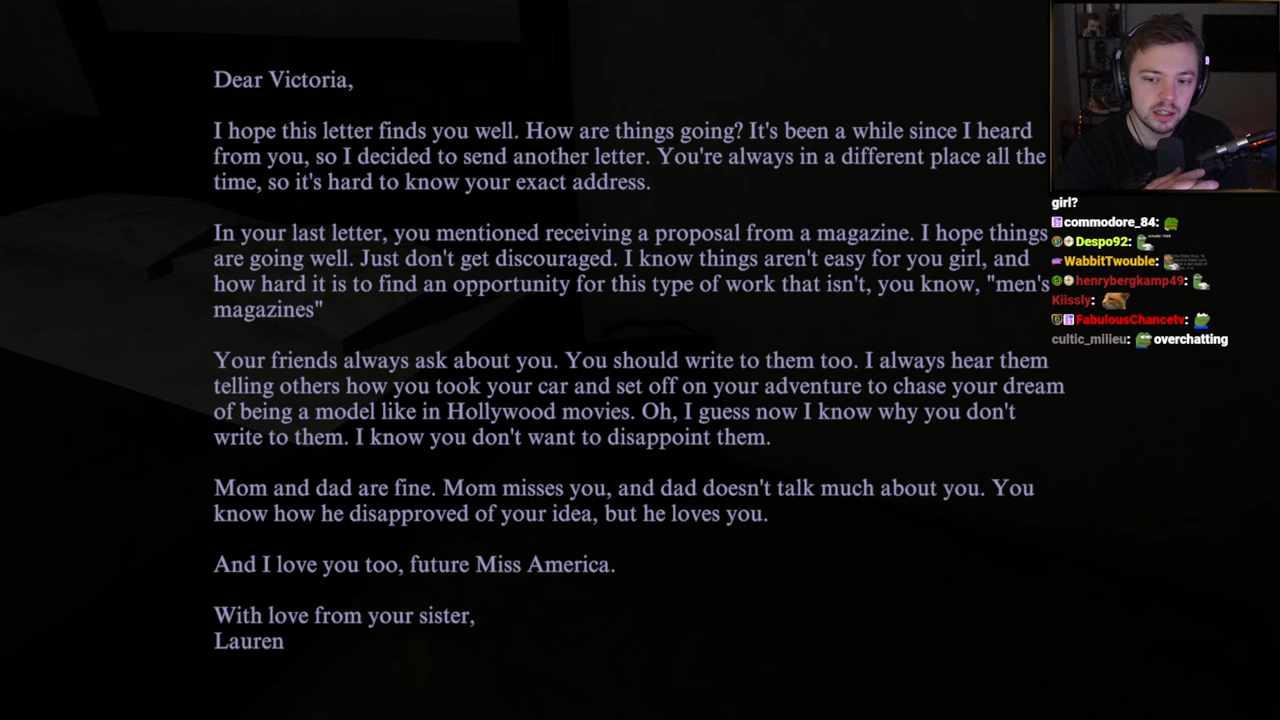 Dear Victoria,
I hope this letter finds you well. How are things going? It's been a while since I heard
from you, so I decided to send another letter. You're always in a different place all the
time, so it's hard to know your exact address.
In your last letter, you mentioned receiving a proposal from a magazine. I hope things
are going well. Just don't get discouraged. I know things aren't easy for you girl, and
how hard it is to find an opportunity for this type of work that isn't, you know, "men's
magazines"
Your friends always ask about you. You should write to them too. I always hear them
telling others how you took your car and set off on your adventure to chase your dream
of being a model like in Hollywood movies. Oh, I guess now I know why you don't
write to them. I know you don't want to disappoint them.
Mom and dad are fine. Mom misses you, and dad doesn't talk much about you. You
know how he disapproved of your idea, but he loves you.
And I love you too, future Miss America.
With love from your sister,
Lauren
girl?
commodore_84:
Despo92:
WabbitTwouble:
henrybergkamp49:
Kiissly:
FabulousChancetv:
cultic_milieu: overchatting